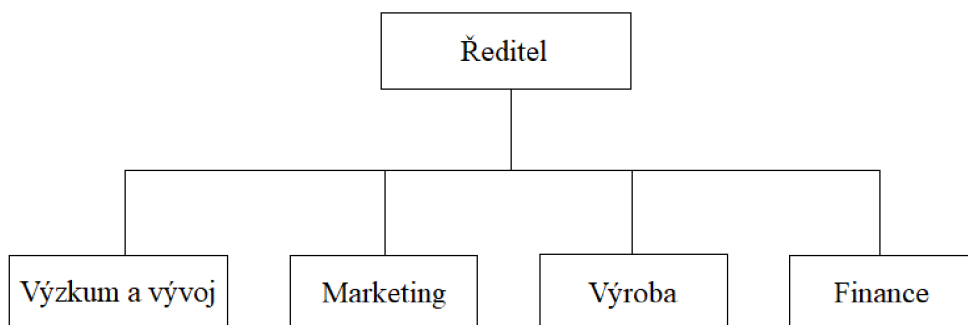 Ředitel
Výzkum a vývoj
Marketing
Výroba
Finance